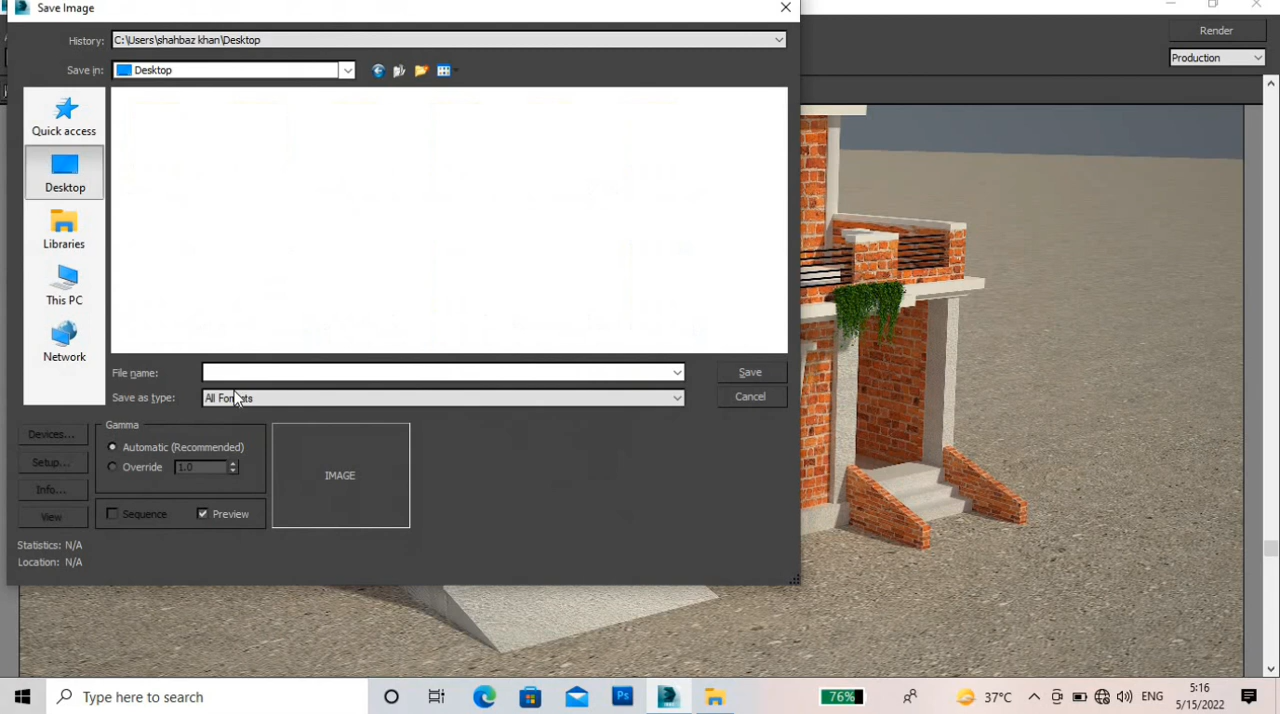 Save Image
Render
History:
C:\Users\shahbaz khan\Desktop
Save in:
Desktop
Production
Quick access
Desktop
Libraries
This PC
Network
File name:
Save
Save as type:
All Formats
Cancel
Gamma
Devices...
Automatic (Recommended)
Setup...
Override
1.0
IMAGE
Info...
View
Sequence
Preview
Statistics: N/A
Location: N/A
Type here to search
Ps
76%
37°C
ENG
5:16
5/15/2022